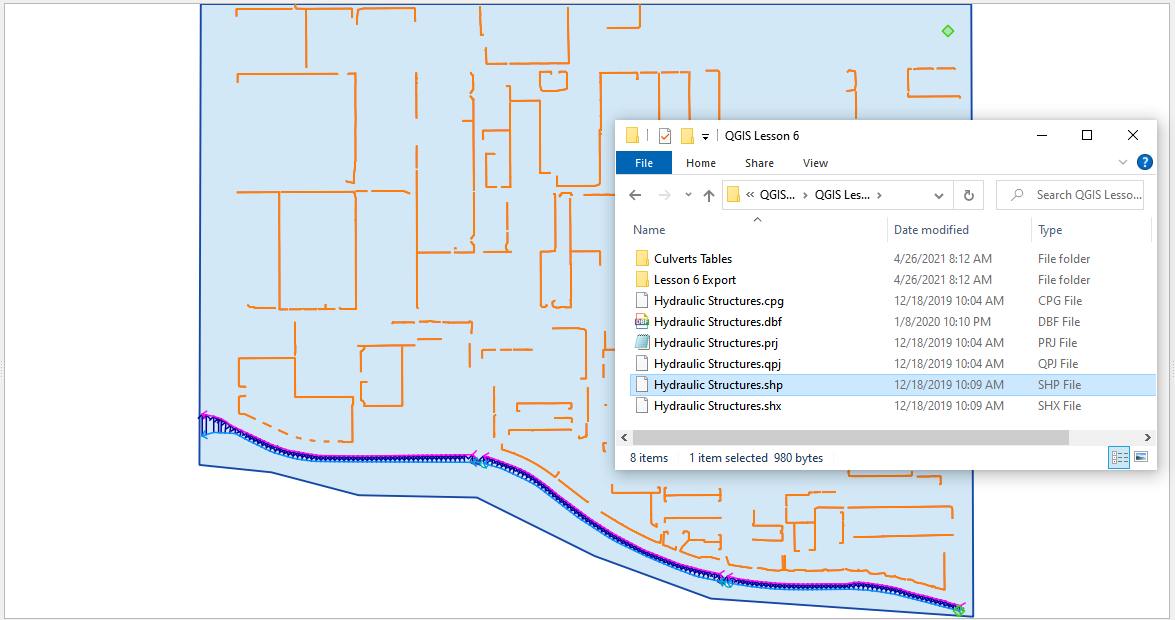 QGIS Lesson 6
File Home Share View
« QGIS... › QGIS Les... › Search QGIS Lesso...
Name Date modified Type
Culverts Tables 4/26/2021 8:12 AM File folder
Lesson 6 Export 4/26/2021 8:12 AM File folder
Hydraulic Structures.cpg 12/18/2019 10:04 AM CPG File
Hydraulic Structures.dbf 1/8/2020 10:10 PM DBF File
Hydraulic Structures.prj 12/18/2019 10:04 AM PRJ File
Hydraulic Structures.qpj 12/18/2019 10:04 AM QPJ File
Hydraulic Structures.shp 12/18/2019 10:09 AM SHP File
Hydraulic Structures.shx 12/18/2019 10:09 AM SHX File
8 items 1 item selected 980 bytes